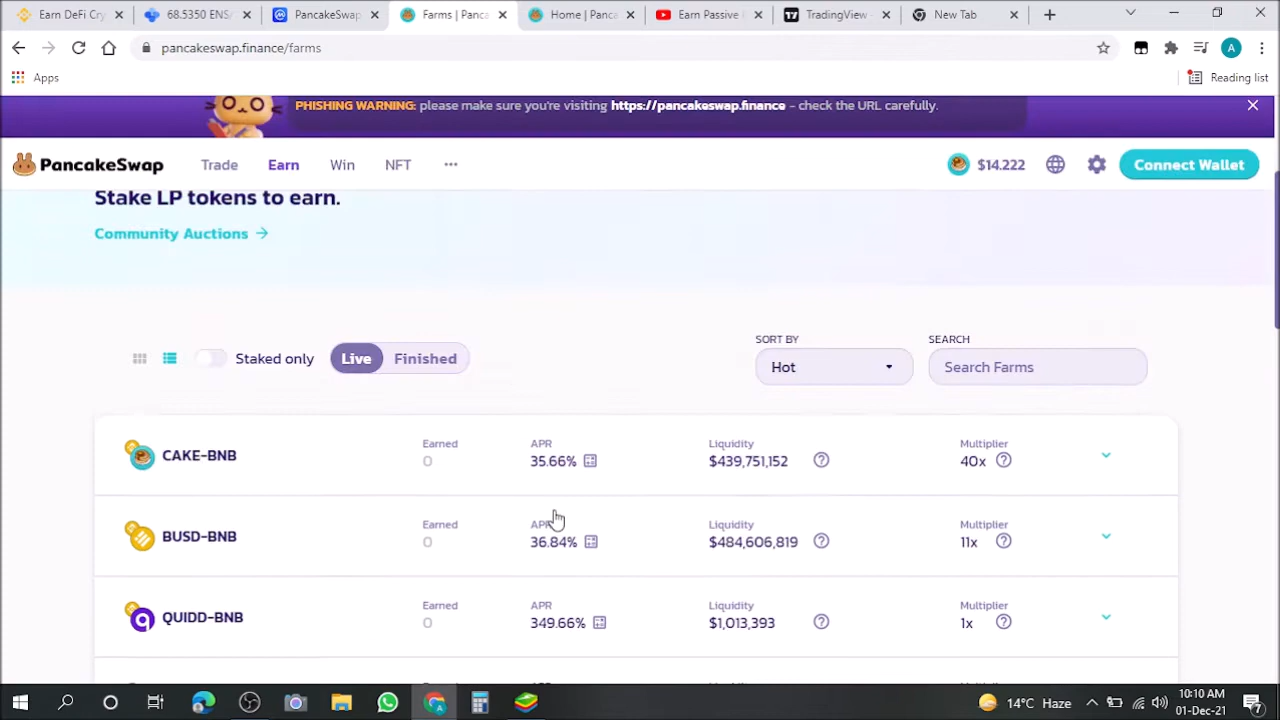 Earn DeFi Cry
68.5350 ENS/
PancakeSwap
Farms | Panca
Home | Panca
Earn Passive I
TradingView -
New Tab
pancakeswap.finance/farms
A
Apps
Reading list
PHISHING WARNING: please make sure you're visiting https://pancakeswap.finance - check the URL carefully.
PancakeSwap
Trade
Earn
Win
NFT
$14.222
Connect Wallet
Stake LP tokens to earn.
Community Auctions →
Staked only
Live
Finished
SORT BY
Hot
SEARCH
Search Farms
CAKE-BNB
Earned
0
APR
35.66%
Liquidity
$439,751,152
Multiplier
40x
BUSD-BNB
Earned
0
APR
36.84%
Liquidity
$484,606,819
Multiplier
11x
QUIDD-BNB
Earned
0
APR
349.66%
Liquidity
$1,013,393
Multiplier
1x
14°C Haze
10:10 AM
01-Dec-21
7